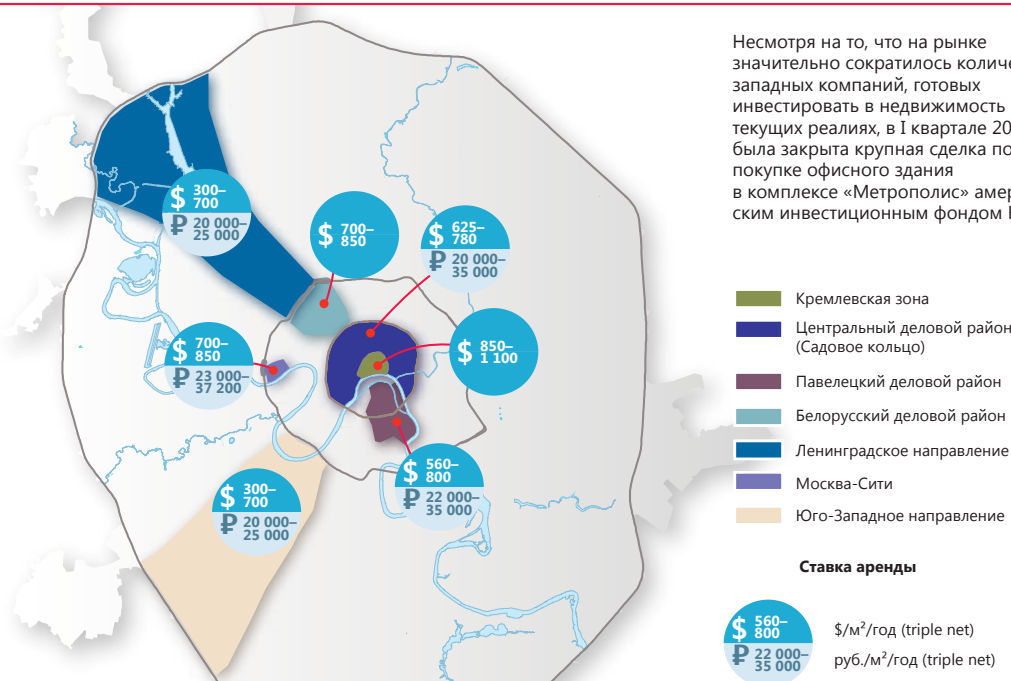 Несмотря на то, что на рынке
значительно сократилось
западных компаний, готовых
инвестировать в недвижимость
текущих реалиях, в I квартале
была закрыта крупная сделка по
покупке офисного здания
в комплексе «Метрополис»
ским инвестиционным фондом
$ 300–
700
₽ 20 000–
25 000
$ 700–
850
$ 625–
780
₽ 20 000–
35 000
$ 850–
1 100
$ 700–
850
₽ 23 000–
37 200
$ 560–
800
₽ 22 000–
35 000
$ 300–
700
₽ 20 000–
25 000
Кремлевская зона
Центральный деловой район
(Садовое кольцо)
Павелецкий деловой район
Белорусский деловой район
Ленинградское направление
Москва-Сити
Юго-Западное направление
Ставка аренды
$ 560–
800
₽ 22 000–
35 000
$/м²/год (triple net)
руб./м²/год (triple net)